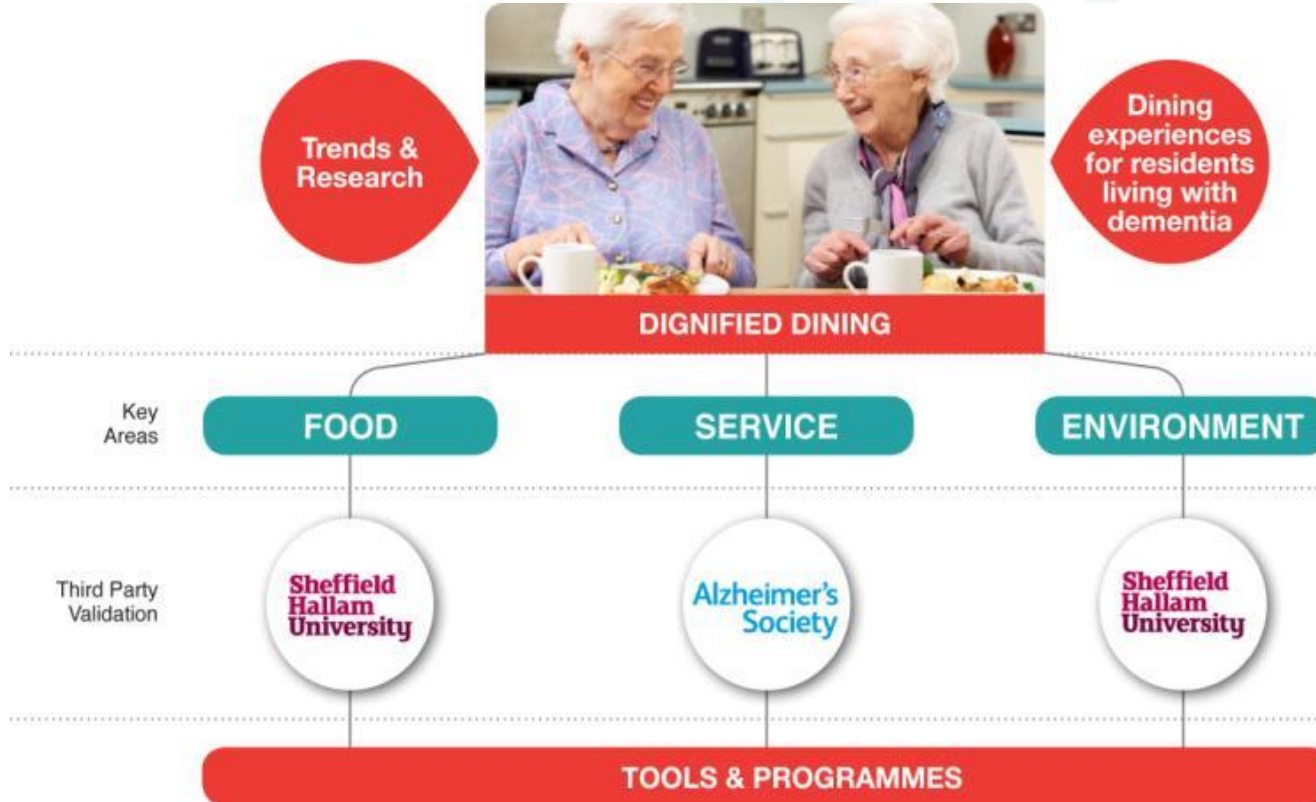 Trends &
Research
Dining
experiences
for residents
living with
dementia
DIGNIFIED DINING
Key
Areas
FOOD
SERVICE
ENVIRONMENT
Third Party
Validation
Sheffield
Hallam
University
Alzheimer's
Society
Sheffield
Hallam
University
TOOLS & PROGRAMMES